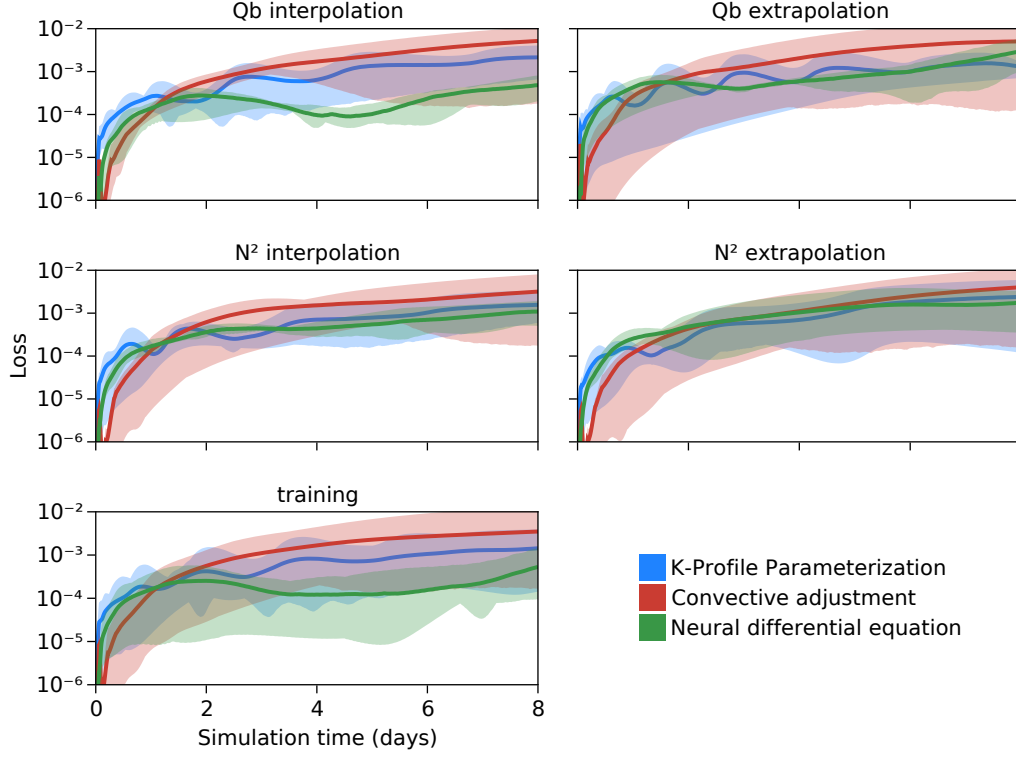 Qb interpolation
Qb extrapolation
10⁻²
10⁻³
10⁻⁴
10⁻⁵
10⁻⁶
N² interpolation
N² extrapolation
10⁻²
10⁻³
10⁻⁴
10⁻⁵
10⁻⁶
Loss
training
10⁻²
10⁻³
10⁻⁴
10⁻⁵
10⁻⁶
0 2 4 6 8
Simulation time (days)
K-Profile Parameterization
Convective adjustment
Neural differential equation